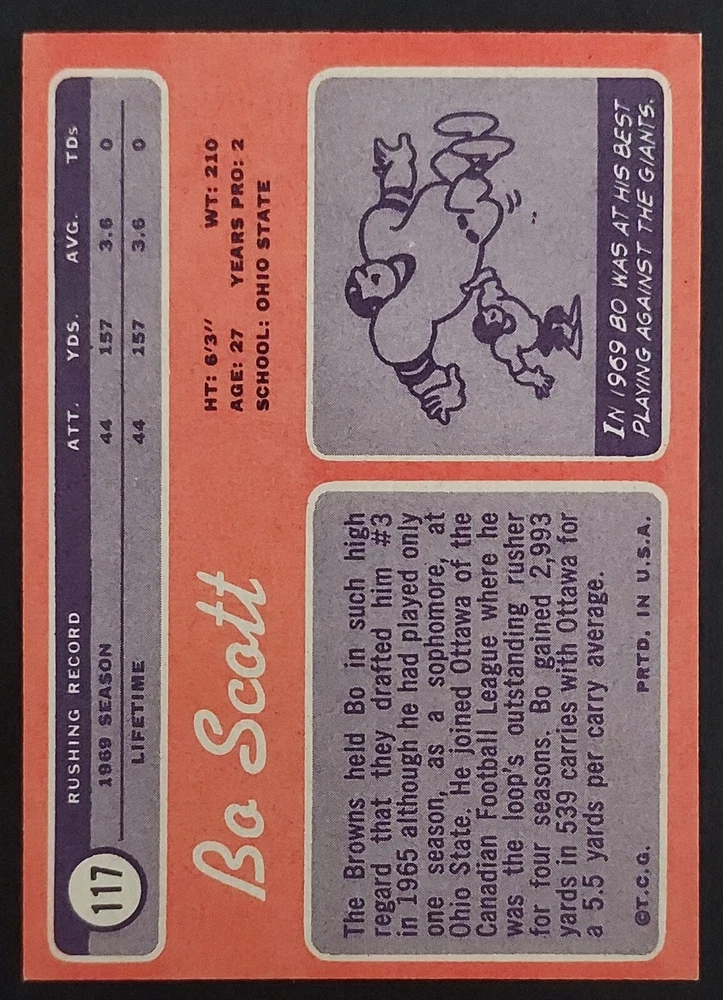 117
RUSHING RECORD ATT. YDS. AVG. TDs
1969 SEASON 44 157 3.6 0
LIFETIME 44 157 3.6 0
Bo Scott
HT: 6'3" WT: 210
AGE: 27 YEARS PRO: 2
SCHOOL: OHIO STATE
The Browns held Bo in such high
regard that they drafted him #3
in 1965 although he had played only
one season, as a sophomore, at
Ohio State. He joined Ottawa of the
Canadian Football League where he
was the loop's outstanding rusher
for four seasons. Bo gained 2,993
yards in 539 carries with Ottawa for
a 5.5 yards per carry average.
©T.C.G. PRTD. IN U.S.A.
IN 1969 BO WAS AT HIS BEST
PLAYING AGAINST THE GIANTS.